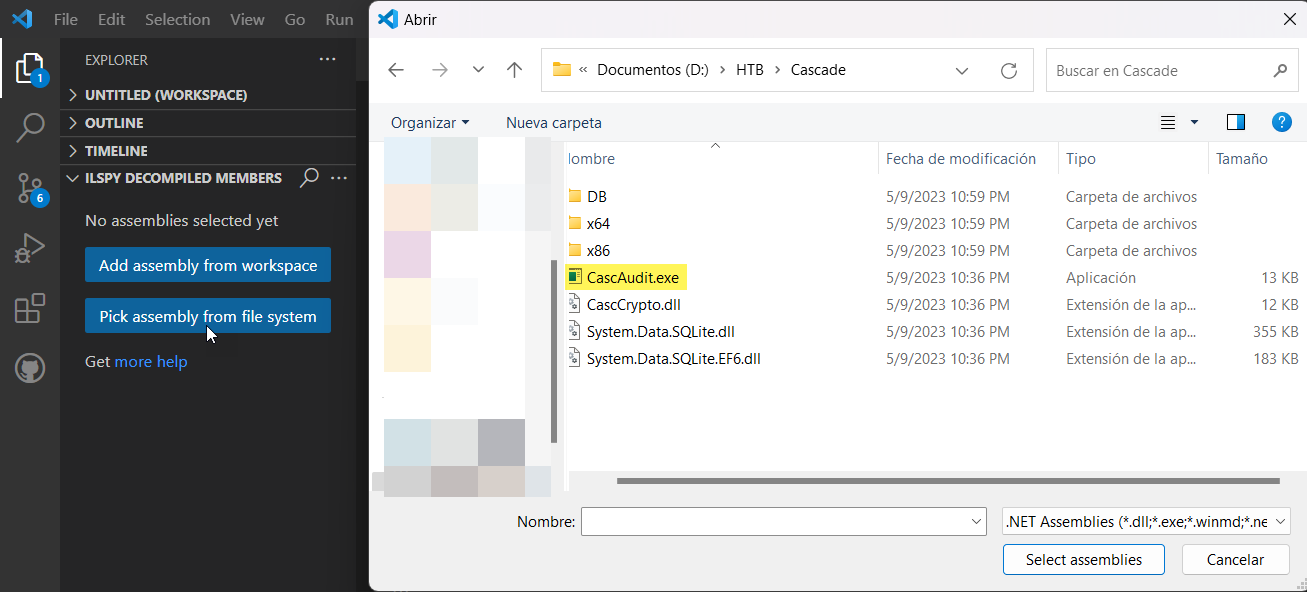 File Edit Selection View Go Run
EXPLORER ···
1
UNTITLED (WORKSPACE)
OUTLINE
TIMELINE
ILSPY DECOMPILED MEMBERS ···
6
No assemblies selected yet
Add assembly from workspace
Pick assembly from file system
Get more help
Abrir
« Documentos (D:) > HTB > Cascade
Buscar en Cascade
Organizar Nueva carpeta
?
lombre Fecha de modificación Tipo Tamaño
DB 5/9/2023 10:59 PM Carpeta de archivos
x64 5/9/2023 10:59 PM Carpeta de archivos
x86 5/9/2023 10:59 PM Carpeta de archivos
CascAudit.exe 5/9/2023 10:36 PM Aplicación 13 KB
CascCrypto.dll 5/9/2023 10:36 PM Extensión de la ap... 12 KB
System.Data.SQLite.dll 5/9/2023 10:36 PM Extensión de la ap... 355 KB
System.Data.SQLite.EF6.dll 5/9/2023 10:36 PM Extensión de la ap... 183 KB
Nombre: .NET Assemblies (*.dll;*.exe;*.winmd;*.ne
Select assemblies Cancelar